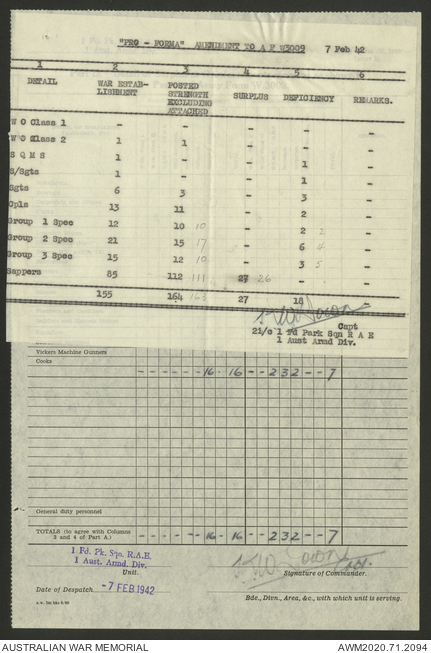 "PRO - FORMA" AMENDMENT TO A F W3009 7 Feb 42
1 2 3 4 5 6
DETAIL WAR ESTAB- POSTED SURPLUS DEFICIENCY REMARKS.
LISHMENT STRENGTH
EXCLUDING
ATTACHED
W O Class 1 - - - - -
W O Class 2 1 1 - - -
S Q M S 1 - - 1 -
S/Sgts 1 - - 1 -
Sgts 6 3 - 3 -
Cpls 13 11 - 2 -
Group 1 Spec 12 10 10 - 2 2 -
Group 2 Spec 21 15 17 - 6 4 -
Group 3 Spec 15 12 10 - 3 5 -
Sappers 85 112 111 27 26 - -
155 164 163 27 18 -
Capt
2i/c 1 Fd Park Sqn R A E
1 Aust Armd Div.
Vickers Machine Gunners
Cooks - - - - - - 16 - 16 - - 2 3 2 - - 7
General duty personnel
TOTALS (to agree with Columns
3 and 4 of Part A.) - - - - - - 16 - 16 - - 2 3 2 - - 7
1 Fd. Pk. Sqn. R.A.E.
1 Aust. Armd. Div.
Unit.
Signature of Commander.
Date of Despatch -7 FEB 1942
Bde., Divn., Area, &c., with which unit is serving.
AUSTRALIAN WAR MEMORIAL AWM2020.71.2094